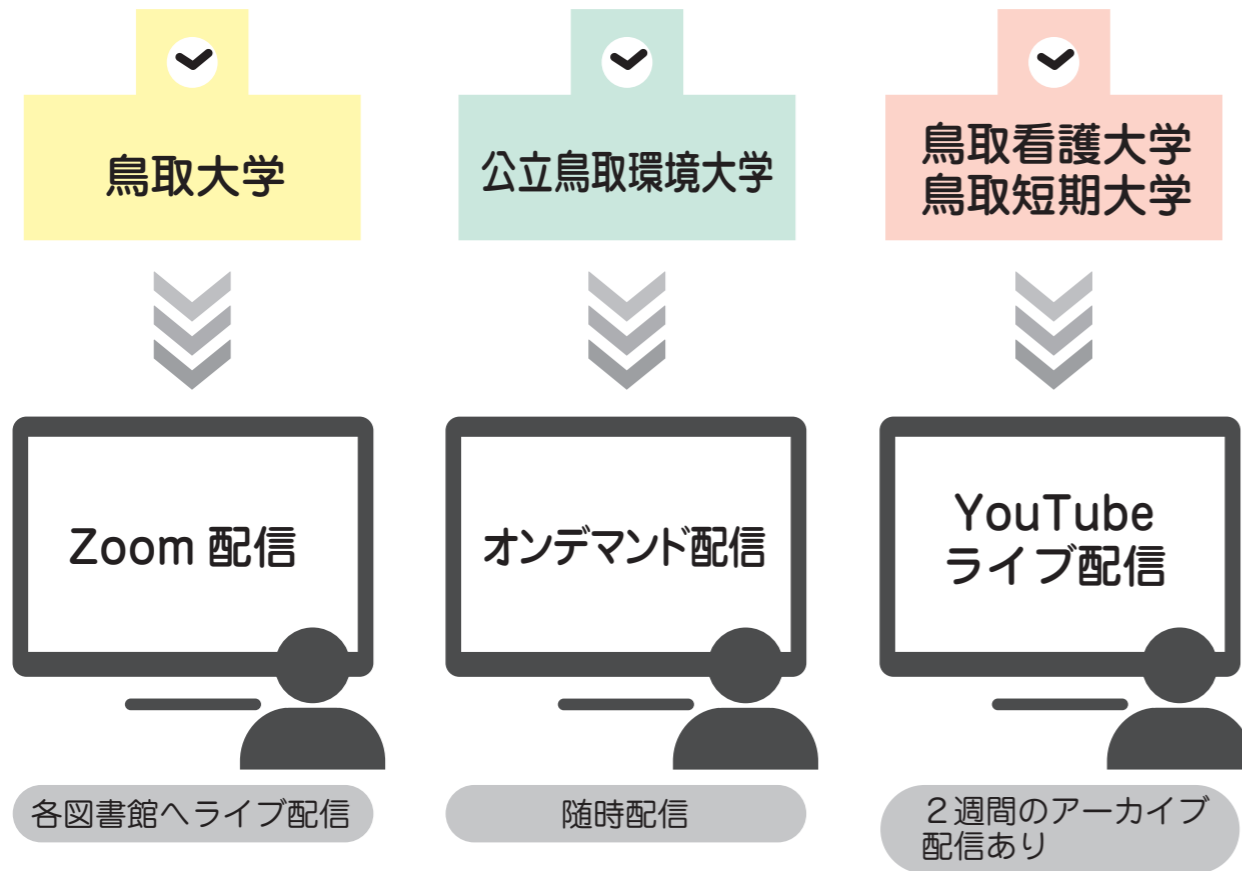 鳥取大学
公立鳥取環境大学
鳥取看護大学
鳥取短期大学
Zoom 配信
オンデマンド配信
YouTube
ライブ配信
各図書館へライブ配信
随時配信
２週間のアーカイブ
配信あり